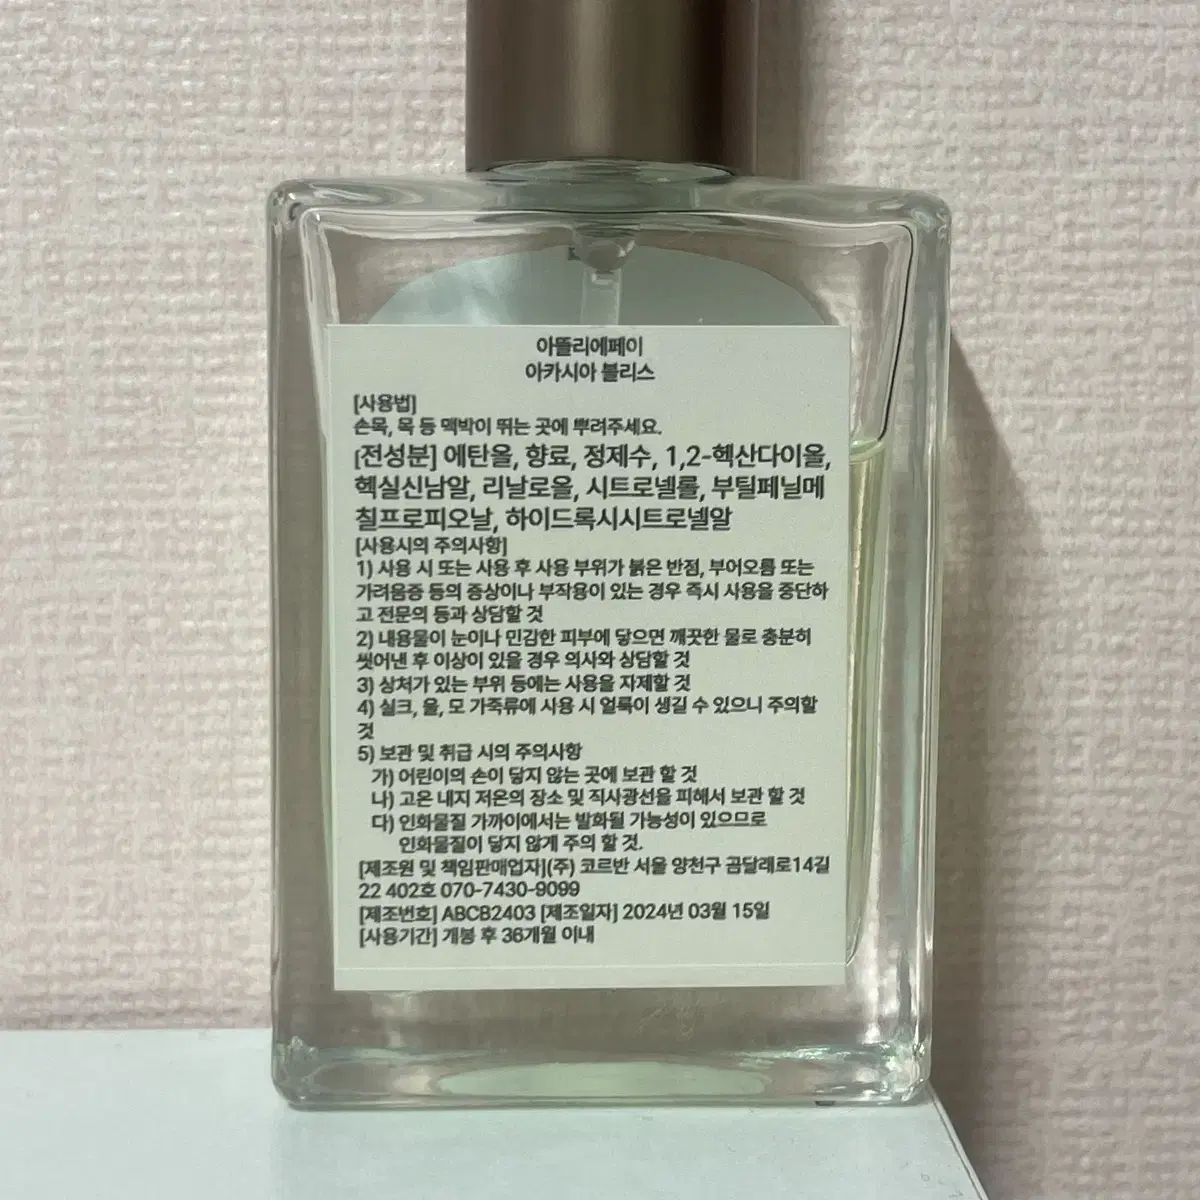 아뜰리에페이
아카시아 블리스
[사용법]
손목, 목 등 맥박이 뛰는 곳에 뿌려주세요.
[전성분] 에탄올, 향료, 정제수, 1,2-헥산다이올,
헥실신남알, 리날로올, 시트로넬롤, 부틸페닐메
칠프로피오날, 하이드록시시트로넬알
[사용시의 주의사항]
1) 사용 시 또는 사용 후 사용 부위가 붉은 반점, 부어오름 또는
가려움증 등의 증상이나 부작용이 있는 경우 즉시 사용을 중단하
고 전문의 등과 상담할 것
2) 내용물이 눈이나 민감한 피부에 닿으면 깨끗한 물로 충분히
씻어낸 후 이상이 있을 경우 의사와 상담할 것
3) 상처가 있는 부위 등에는 사용을 자제할 것
4) 실크, 울, 모 가죽류에 사용 시 얼룩이 생길 수 있으니 주의할
것
5) 보관 및 취급 시의 주의사항
가) 어린이의 손이 닿지 않는 곳에 보관 할 것
나) 고온 내지 저온의 장소 및 직사광선을 피해서 보관 할 것
다) 인화물질 가까이에서는 발화될 가능성이 있으므로
인화물질이 닿지 않게 주의 할 것.
[제조원 및 책임판매업자](주) 코르반 서울 양천구 곰달래로14길
22 402호 070-7430-9099
[제조번호] ABCB2403 [제조일자] 2024년 03월 15일
[사용기간] 개봉 후 36개월 이내